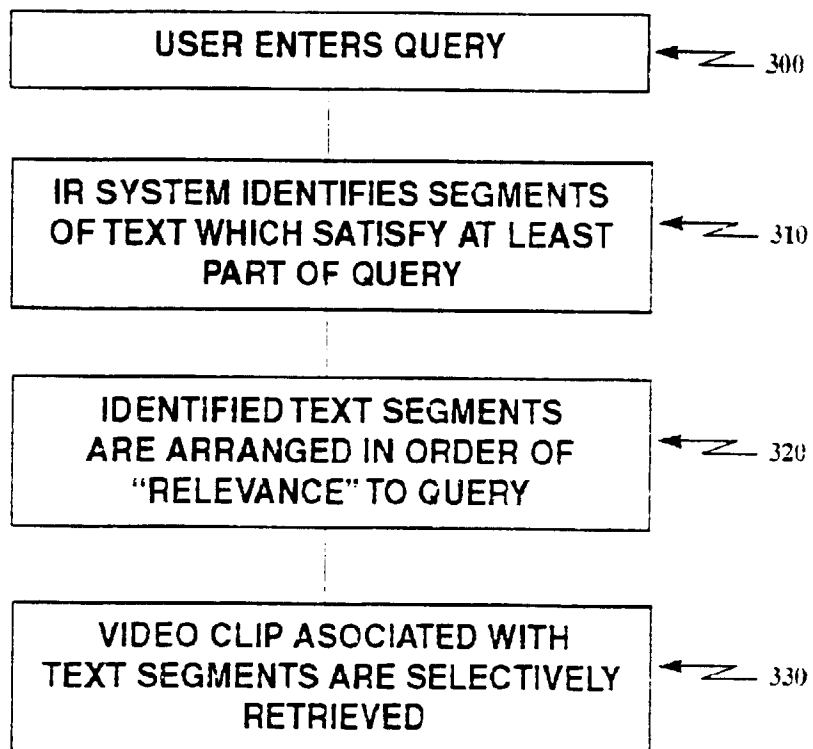 USER ENTERS QUERY
300
IR SYSTEM IDENTIFIES SEGMENTS
OF TEXT WHICH SATISFY AT LEAST
PART OF QUERY
310
IDENTIFIED TEXT SEGMENTS
ARE ARRANGED IN ORDER OF
“RELEVANCE” TO QUERY
320
VIDEO CLIP ASOCIATED WITH
TEXT SEGMENTS ARE SELECTIVELY
RETRIEVED
330